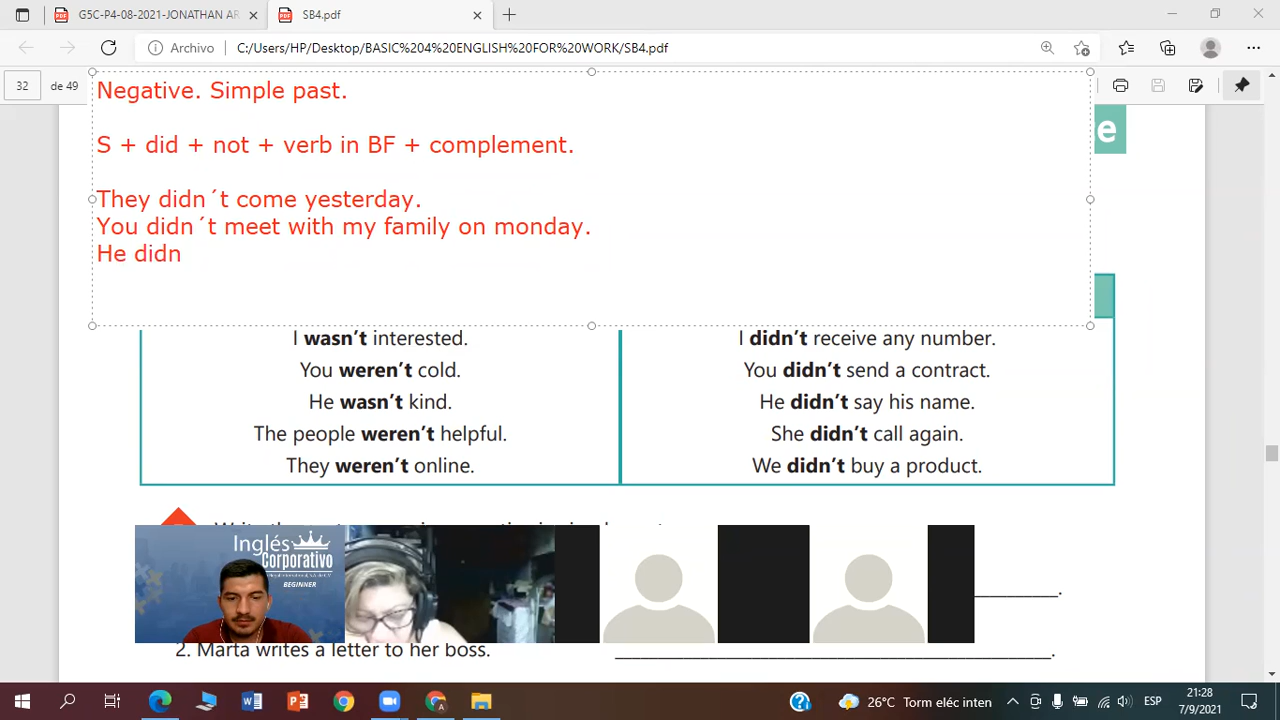 G5C-P4-08-2021-JONATHAN AR
SB4.pdf
Archivo
C:/Users/HP/Desktop/BASIC%204%20ENGLISH%20FOR%20WORK/SB4.pdf
32
de 49
e
Negative. Simple past.
S + did + not + verb in BF + complement.
They didn´t come yesterday.
You didn´t meet with my family on monday.
He didn
I wasn't interested.
I didn't receive any number.
You weren't cold.
You didn't send a contract.
He wasn't kind.
He didn't say his name.
The people weren't helpful.
She didn't call again.
They weren't online.
We didn't buy a product.
Inglés
Corporativo
BEGINNER
2. Marta writes a letter to her boss.
26°C Torm eléc inten
ESP
21:28
7/9/2021